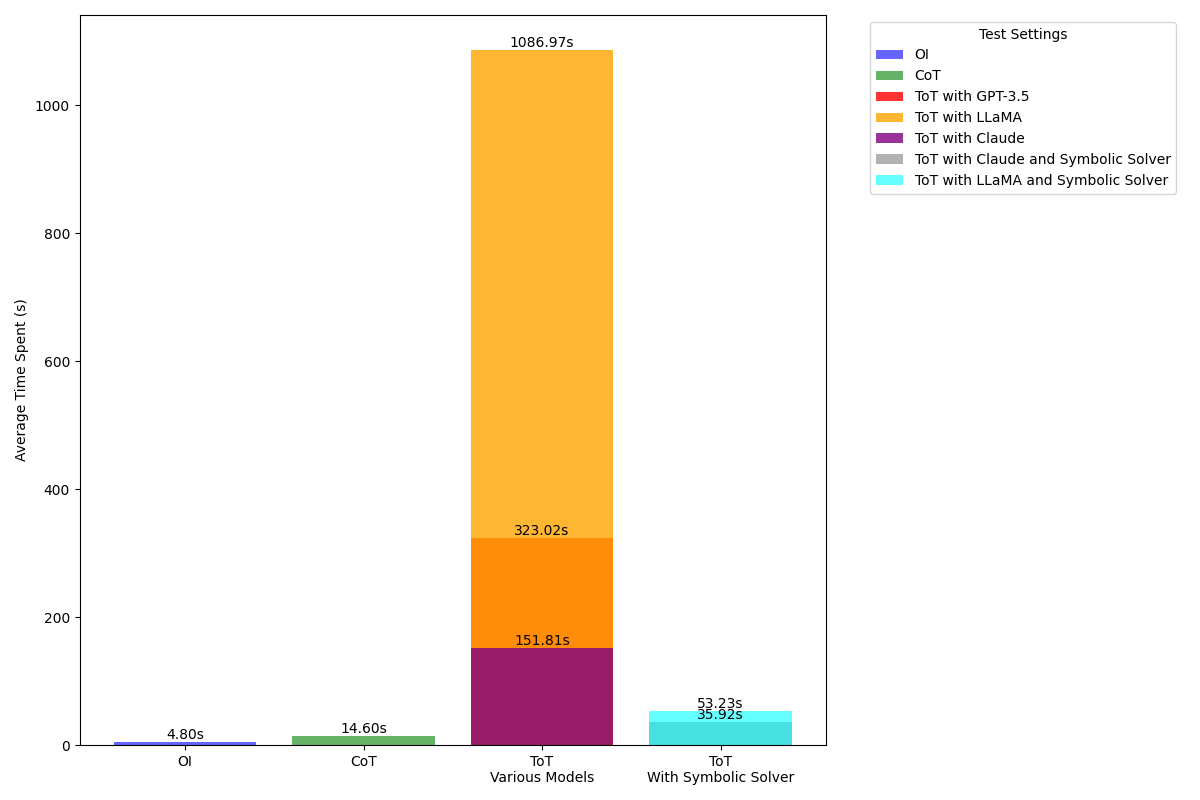 Average Time Spent (s)
1000
800
600
400
200
0
1086.97s
323.02s
151.81s
53.23s
35.92s
14.60s
4.80s
OI
CoT
ToT
Various Models
ToT
With Symbolic Solver
Test Settings
OI
CoT
ToT with GPT-3.5
ToT with LLaMA
ToT with Claude
ToT with Claude and Symbolic Solver
ToT with LLaMA and Symbolic Solver